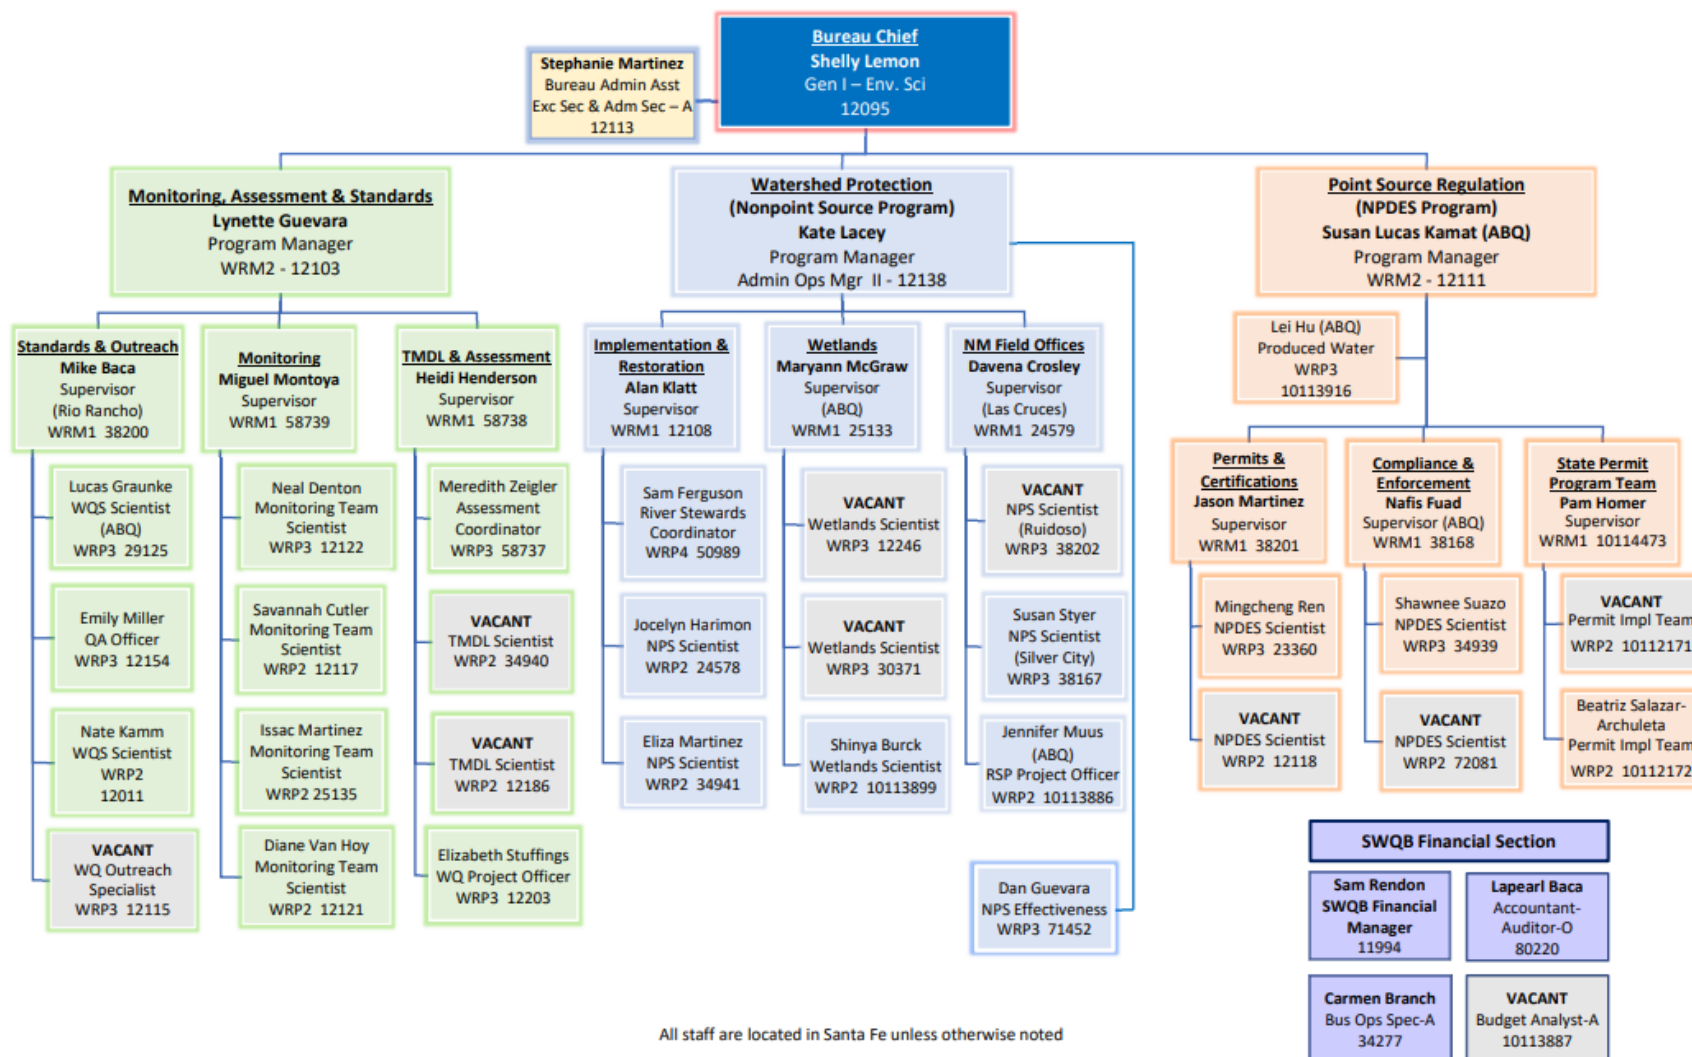 Bureau Chief
Shelly Lemon
Gen I – Env. Sci
12095
Stephanie Martinez
Bureau Admin Asst
Exc Sec & Adm Sec – A
12113
Monitoring, Assessment & Standards
Lynette Guevara
Program Manager
WRM2 - 12103
Watershed Protection
(Nonpoint Source Program)
Kate Lacey
Program Manager
Admin Ops Mgr II - 12138
Point Source Regulation
(NPDES Program)
Susan Lucas Kamat (ABQ)
Program Manager
WRM2 - 12111
Lei Hu (ABQ)
Produced Water
WRP3
10113916
Standards & Outreach
Mike Baca
Supervisor
(Rio Rancho)
WRM1 38200
Lucas Graunke
WQS Scientist
(ABQ)
WRP3 29125
Emily Miller
QA Officer
WRP3 12154
Nate Kamm
WQS Scientist
WRP2
12011
VACANT
WQ Outreach
Specialist
WRP3 12115
Monitoring
Miguel Montoya
Supervisor
WRM1 58739
Neal Denton
Monitoring Team
Scientist
WRP3 12122
Savannah Cutler
Monitoring Team
Scientist
WRP2 12117
Issac Martinez
Monitoring Team
Scientist
WRP2 25135
Diane Van Hoy
Monitoring Team
Scientist
WRP2 12121
TMDL & Assessment
Heidi Henderson
Supervisor
WRM1 58738
Meredith Zeigler
Assessment
Coordinator
WRP3 58737
VACANT
TMDL Scientist
WRP2 34940
VACANT
TMDL Scientist
WRP2 12186
Elizabeth Stuffings
WQ Project Officer
WRP3 12203
Implementation &
Restoration
Alan Klatt
Supervisor
WRM1 12108
Sam Ferguson
River Stewards
Coordinator
WRP4 50989
Jocelyn Harimon
NPS Scientist
WRP2 24578
Eliza Martinez
NPS Scientist
WRP2 34941
Wetlands
Maryann McGraw
Supervisor
(ABQ)
WRM1 25133
VACANT
Wetlands Scientist
WRP3 12246
VACANT
Wetlands Scientist
WRP3 30371
Shinya Burck
Wetlands Scientist
WRP2 10113899
NM Field Offices
Davena Crosley
Supervisor
(Las Cruces)
WRM1 24579
VACANT
NPS Scientist
(Ruidoso)
WRP3 38202
Susan Styer
NPS Scientist
(Silver City)
WRP3 38167
Jennifer Muus
(ABQ)
RSP Project Officer
WRP2 10113886
Dan Guevara
NPS Effectiveness
WRP3 71452
Permits &
Certifications
Jason Martinez
Supervisor
WRM1 38201
Mingcheng Ren
NPDES Scientist
WRP3 23360
VACANT
NPDES Scientist
WRP2 12118
Compliance &
Enforcement
Nafis Fuad
Supervisor (ABQ)
WRM1 38168
Shawnee Suazo
NPDES Scientist
WRP3 34939
VACANT
NPDES Scientist
WRP2 72081
State Permit
Program Team
Pam Homer
Supervisor
WRM1 10114473
VACANT
Permit Impl Team
WRP2 10112171
Beatriz Salazar-
Archuleta
Permit Impl Team
WRP2 10112172
SWQB Financial Section
Sam Rendon
SWQB Financial
Manager
11994
Lapearl Baca
Accountant-
Auditor-O
80220
Carmen Branch
Bus Ops Spec-A
34277
VACANT
Budget Analyst-A
10113887
All staff are located in Santa Fe unless otherwise noted